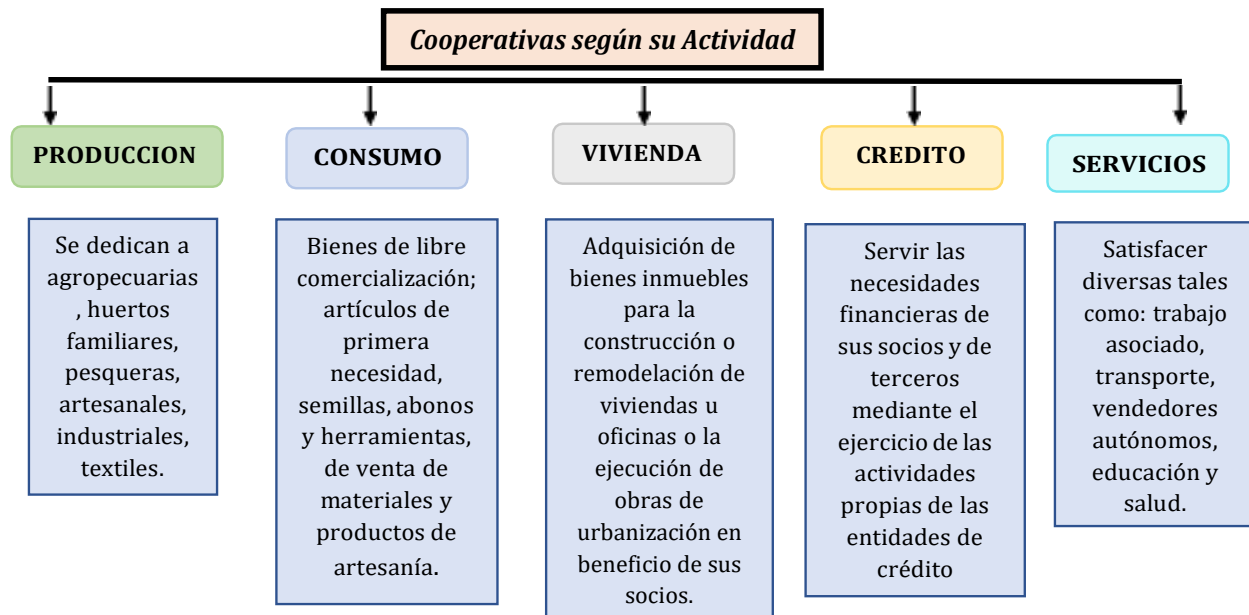 Cooperativas según su Actividad
PRODUCCION
Se dedican a
agropecuarias
, huertos
familiares,
pesqueras,
artesanales,
industriales,
textiles.
CONSUMO
Bienes de libre
comercialización;
artículos de
primera
necesidad,
semillas, abonos
y herramientas,
de venta de
materiales y
productos de
artesanía.
VIVIENDA
Adquisición de
bienes inmuebles
para la
construcción o
remodelación de
viviendas u
oficinas o la
ejecución de
obras de
urbanización en
beneficio de sus
socios.
CREDITO
Servir las
necesidades
financieras de
sus socios y de
terceros
mediante el
ejercicio de las
actividades
propias de las
entidades de
crédito
SERVICIOS
Satisfacer
diversas tales
como: trabajo
asociado,
transporte,
vendedores
autónomos,
educación y
salud.